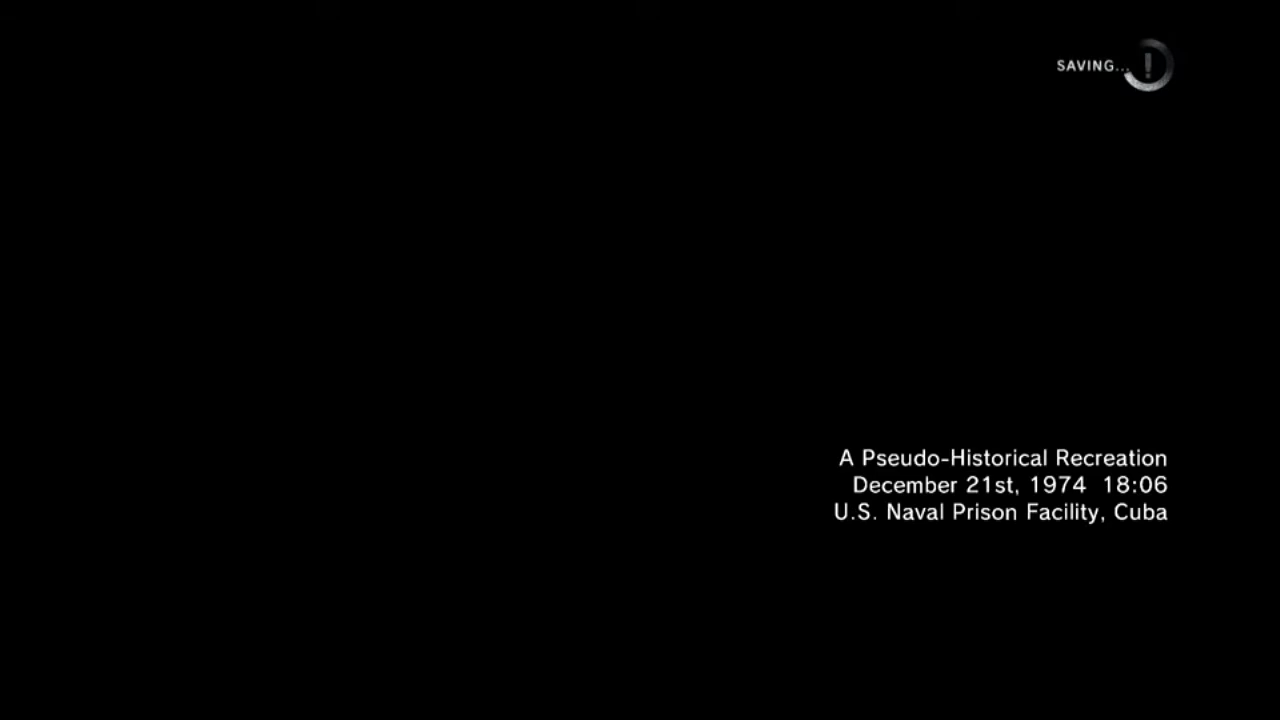 SAVING...
A Pseudo-Historical Recreation
December 21st, 1974 18:06
U.S. Naval Prison Facility, Cuba